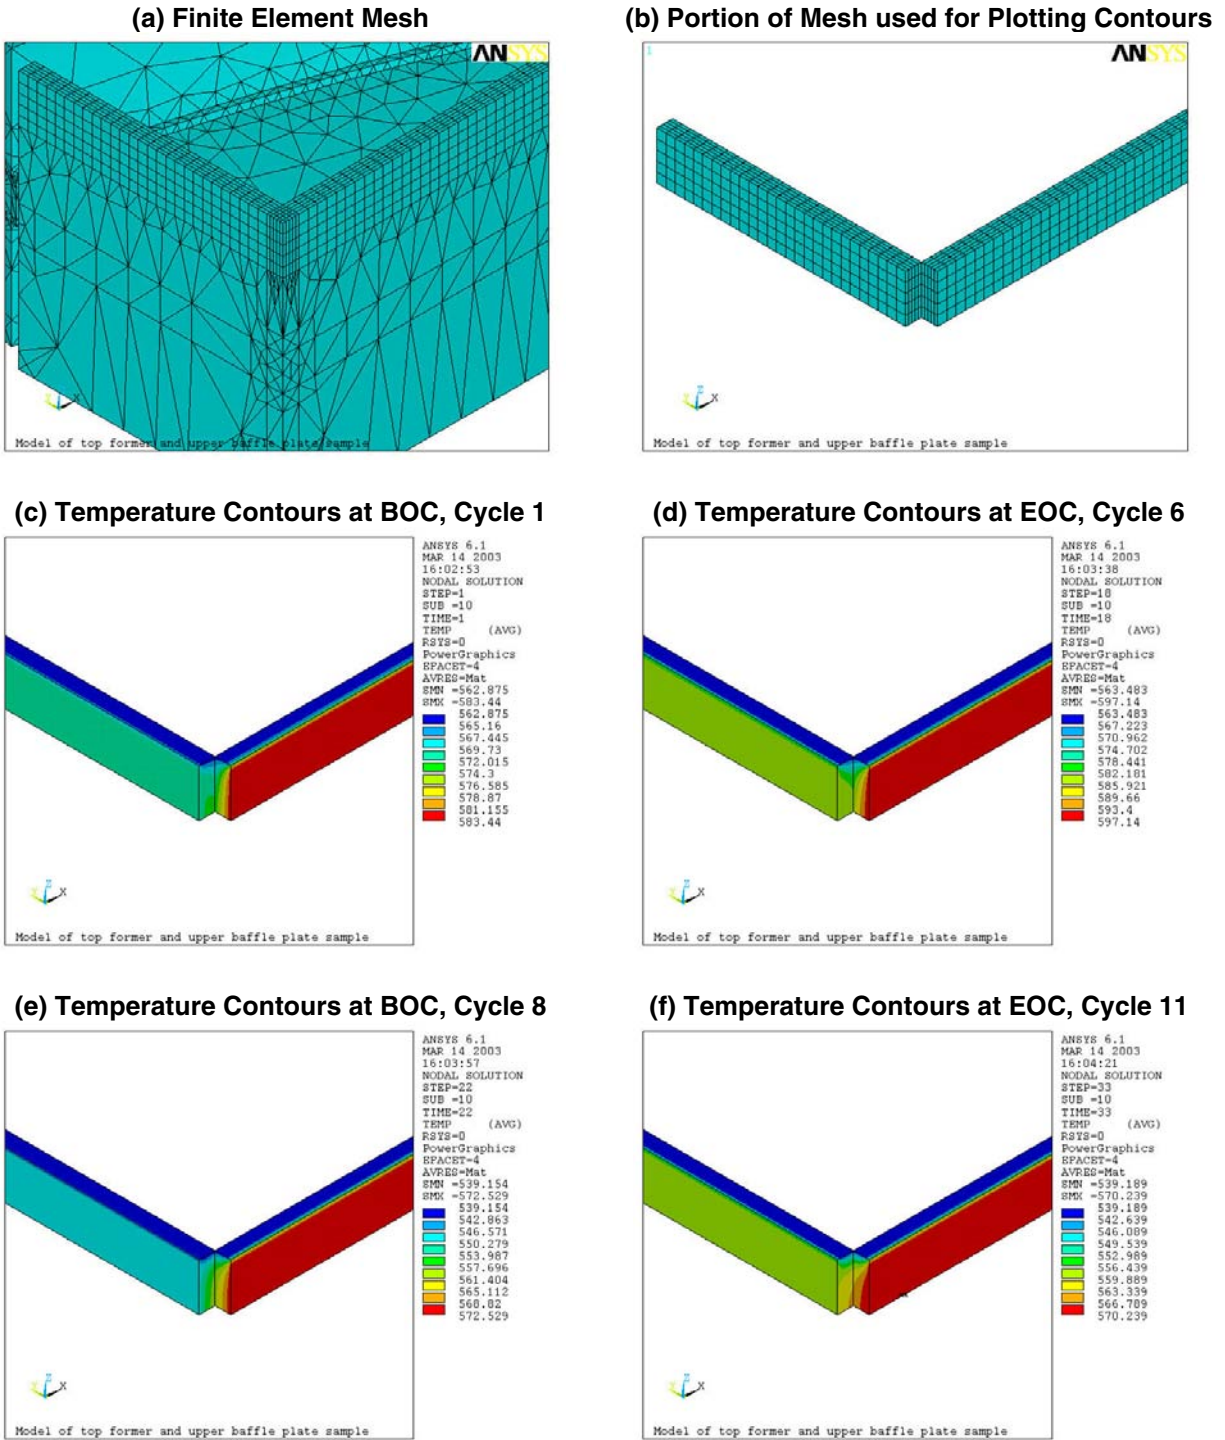 (a) Finite Element Mesh
(b) Portion of Mesh used for Plotting Contours
ANSYS
Model of top former and upper baffle plate sample
1
ANSYS
Z
X
Model of top former and upper baffle plate sample
(c) Temperature Contours at BOC, Cycle 1
(d) Temperature Contours at EOC, Cycle 6
ANSYS 6.1
MAR 14 2003
16:02:53
NODAL SOLUTION
STEP=1
SUB =10
TIME=1
TEMP (AVG)
RSYS=0
PowerGraphics
EFACET=4
AVRES=Mat
SMN =562.875
SMX =583.44
562.875
565.16
567.445
569.73
572.015
574.3
576.585
578.87
581.155
583.44
Z
X
Model of top former and upper baffle plate sample
ANSYS 6.1
MAR 14 2003
16:03:38
NODAL SOLUTION
STEP=18
SUB =10
TIME=18
TEMP (AVG)
RSYS=0
PowerGraphics
EFACET=4
AVRES=Mat
SMN =563.483
SMX =597.14
563.483
567.223
570.962
574.702
578.441
582.181
585.921
589.66
593.4
597.14
Z
X
Model of top former and upper baffle plate sample
(e) Temperature Contours at BOC, Cycle 8
(f) Temperature Contours at EOC, Cycle 11
ANSYS 6.1
MAR 14 2003
16:03:57
NODAL SOLUTION
STEP=22
SUB =10
TIME=22
TEMP (AVG)
RSYS=0
PowerGraphics
EFACET=4
AVRES=Mat
SMN =539.154
SMX =572.529
539.154
542.863
546.571
550.279
553.987
557.696
561.404
565.112
568.82
572.529
Z
X
Model of top former and upper baffle plate sample
ANSYS 6.1
MAR 14 2003
16:04:21
NODAL SOLUTION
STEP=33
SUB =10
TIME=33
TEMP (AVG)
RSYS=0
PowerGraphics
EFACET=4
AVRES=Mat
SMN =539.189
SMX =570.239
539.189
542.639
546.089
549.539
552.989
556.439
559.889
563.339
566.789
570.239
Z
X
Model of top former and upper baffle plate sample